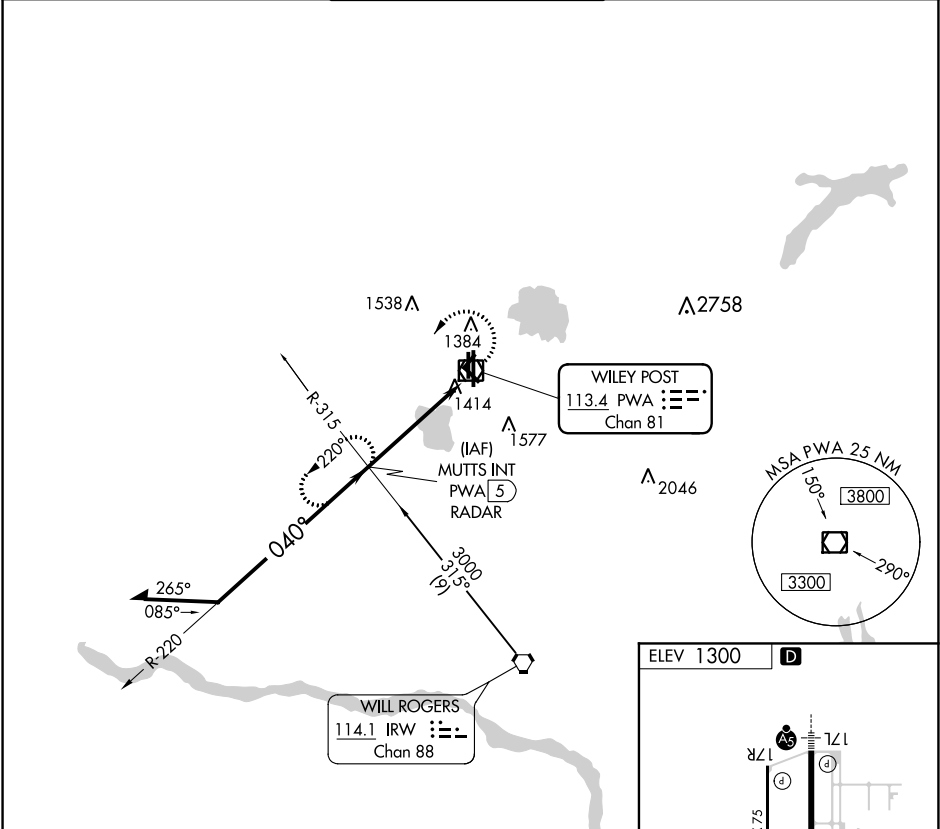 1538
2758
1384
WILEY POST
113.4 PWA
Chan 81
1414
1577
R-315
220°
(IAF)
MUTTS INT
PWA 5
RADAR
2046
MSA PWA 25 NM
150°
3800
290°
3300
040°
3000
315°
(9)
265°
085°
R-220
WILL ROGERS
114.1 IRW
Chan 88
ELEV 1300 D
A5
17L
17R
P
P